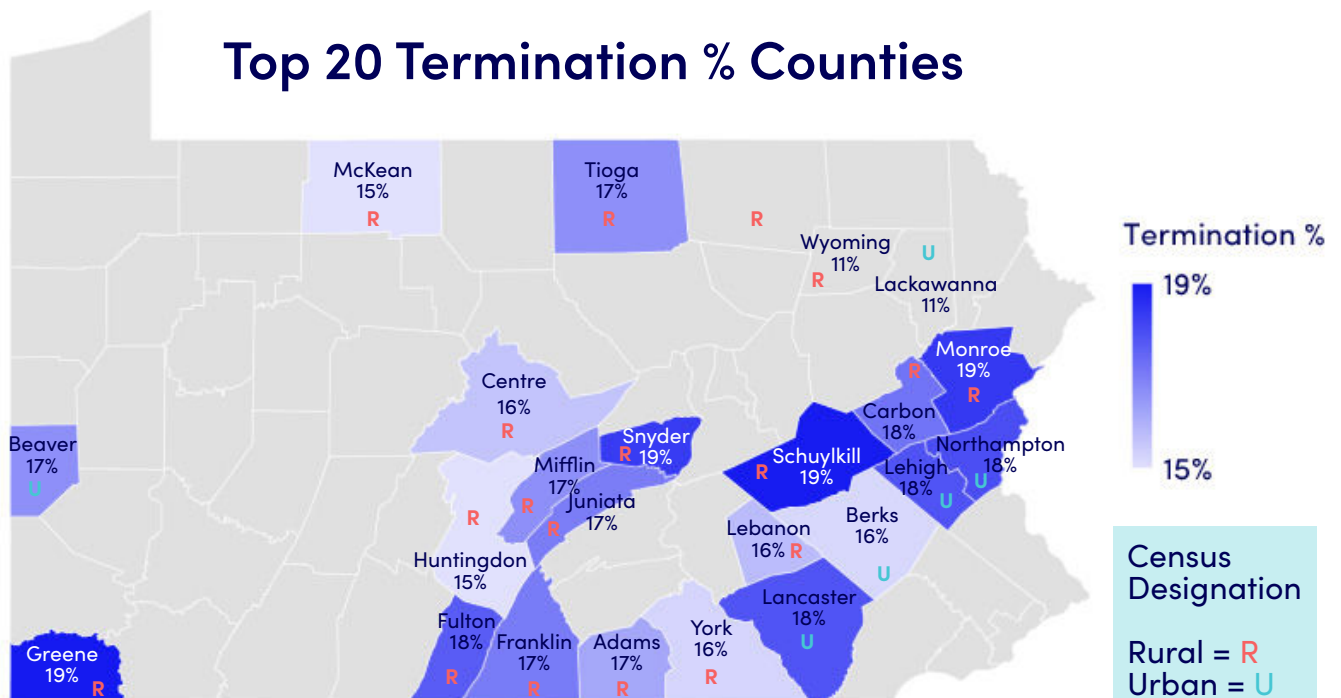 Top 20 Termination % Counties
McKean
15%
R
Tioga
17%
R
R
Wyoming
11%
R
U
Lackawanna
11%
Termination %
19%
15%
Monroe
19%
R
R
Carbon
18%
Northampton
18%
U
Lehigh
18%
U
Centre
16%
R
Snyder
R
19%
Schuylkill
R
19%
Beaver
17%
U
Mifflin
17%
R
Juniata
17%
R
R
Huntingdon
15%
Lebanon
16% R
Berks
16%
U
Lancaster
18%
U
Fulton
18%
R
Franklin
17%
R
Adams
17%
R
York
16%
R
Greene
19%
R
Census
Designation
Rural = R
Urban = U